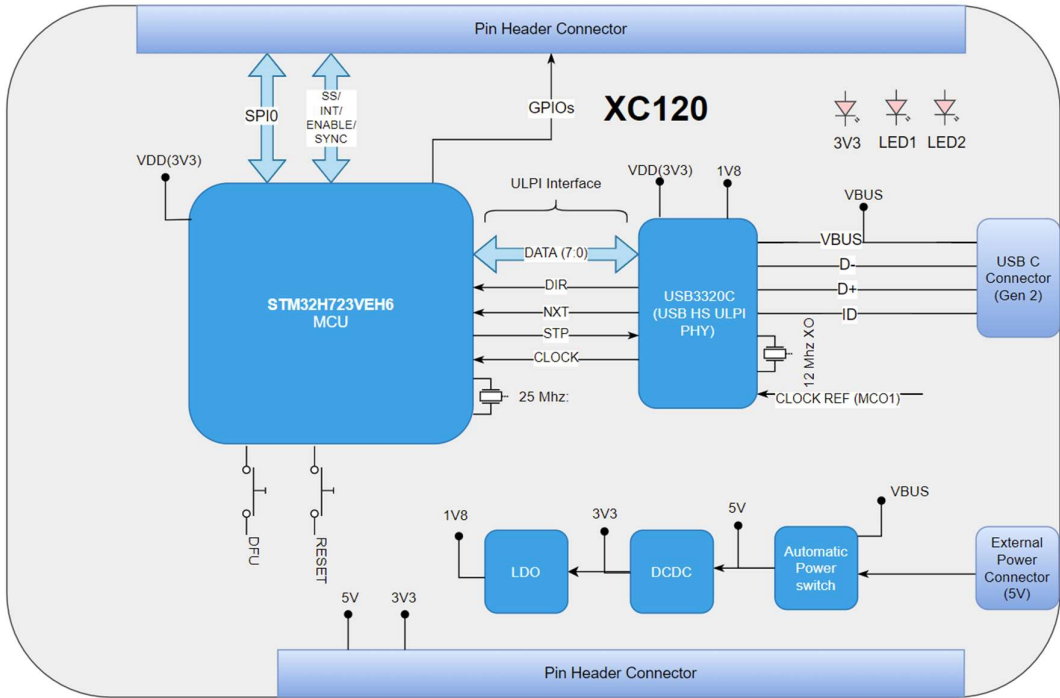 Pin Header Connector
SPI0
SS/
INT/
ENABLE/
SYNC
GPIOs
XC120
3V3
LED1
LED2
VDD(3V3)
ULPI Interface
VDD(3V3)
1V8
VBUS
STM32H723VEH6
MCU
DATA (7:0)
DIR
NXT
STP
CLOCK
25 Mhz:
USB3320C
(USB HS ULPI
PHY)
VBUS
D-
D+
ID
12 Mhz XO
CLOCK REF (MCO1)
USB C
Connector
(Gen 2)
DFU
RESET
1V8
LDO
3V3
DCDC
5V
Automatic
Power
switch
VBUS
External
Power
Connector
(5V)
5V
3V3
Pin Header Connector